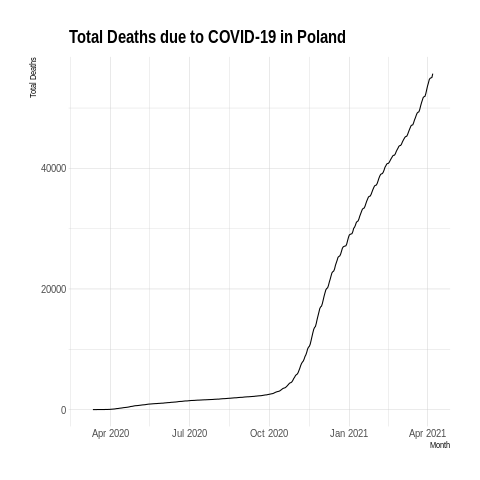 Total Deaths due to COVID-19 in Poland
Total Deaths
40000
20000
0
Apr 2020 Jul 2020 Oct 2020 Jan 2021 Apr 2021
Month